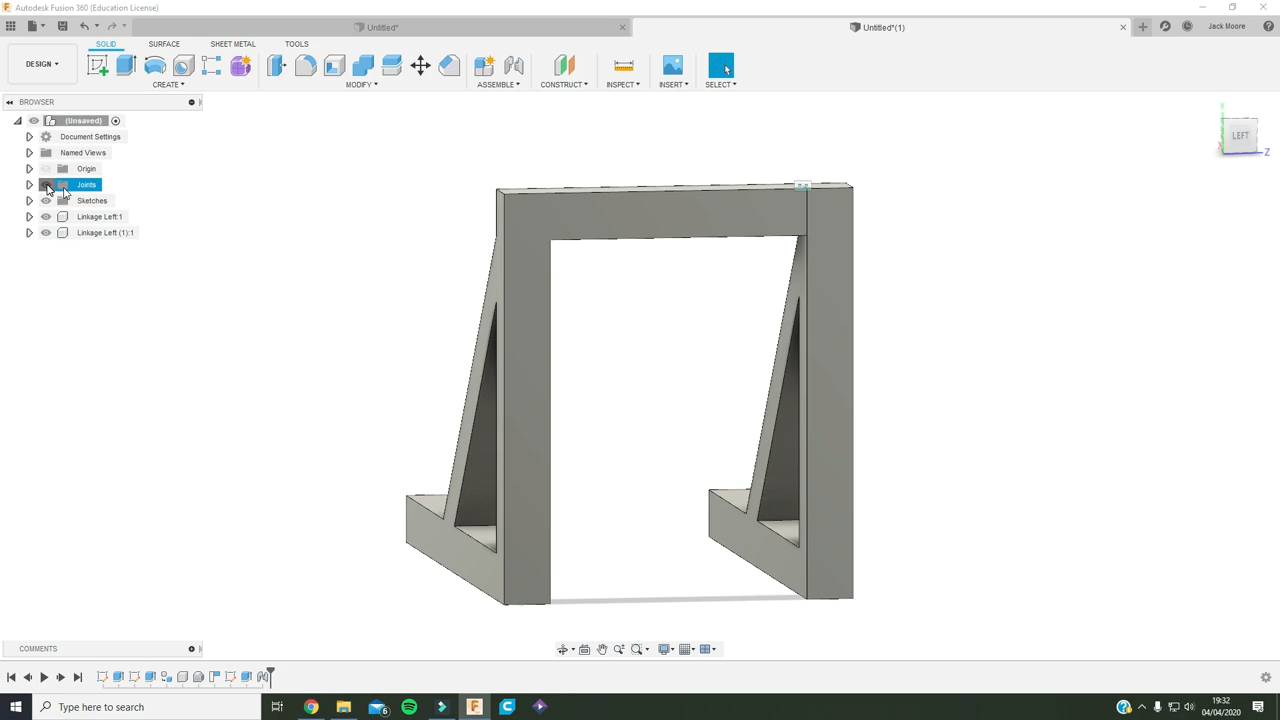 Autodesk Fusion 360 (Education License)
Untitled*
Untitled*(1)
Jack Moore
DESIGN
SOLID
SURFACE
SHEET METAL
TOOLS
CREATE
MODIFY
ASSEMBLE
CONSTRUCT
INSPECT
INSERT
SELECT
BROWSER
(Unsaved)
Document Settings
Named Views
Origin
Joints
Sketches
Linkage Left:1
Linkage Left (1):1
Y
LEFT
Z
COMMENTS
Type here to search
6
19:32
04/04/2020